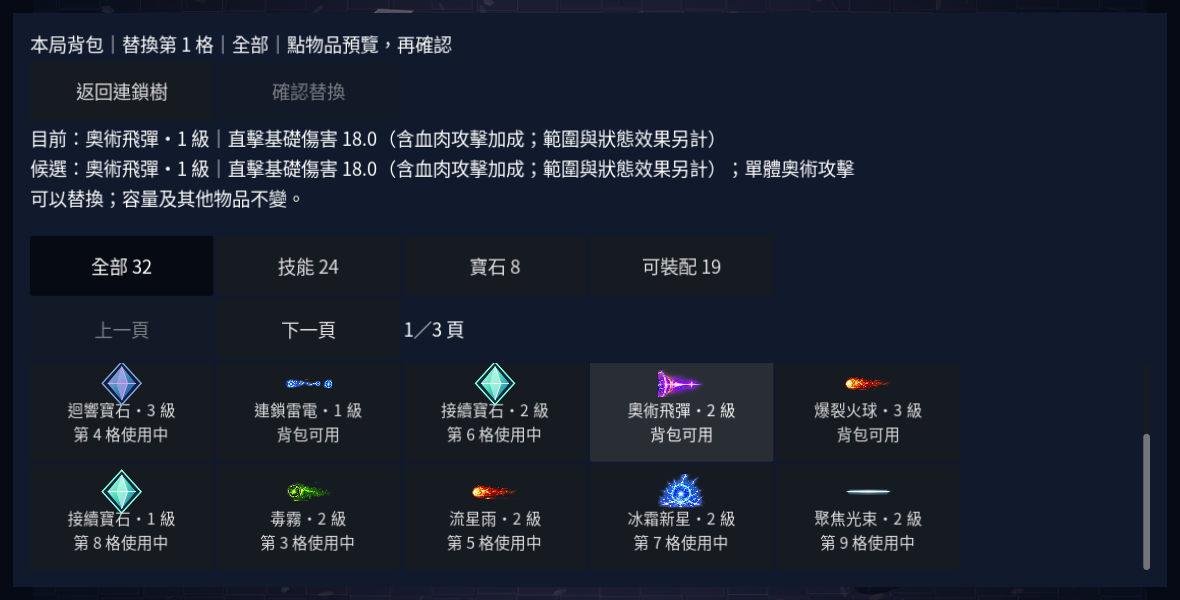 本局背包｜替換第 1 格｜全部｜點物品預覽，再確認
返回連鎖樹
確認替換
目前：奧術飛彈・1 級｜直擊基礎傷害 18.0（含血肉攻擊加成；範圍與狀態效果另計）
候選：奧術飛彈・1 級｜直擊基礎傷害 18.0（含血肉攻擊加成；範圍與狀態效果另計）；單體奧術攻擊
可以替換；容量及其他物品不變。
全部 32
技能 24
寶石 8
可裝配 19
上一頁
下一頁
1／3 頁
迴響寶石・3 級
第 4 格使用中
連鎖雷電・1 級
背包可用
接續寶石・2 級
第 6 格使用中
奧術飛彈・2 級
背包可用
爆裂火球・3 級
背包可用
接續寶石・1 級
第 8 格使用中
毒霧・2 級
第 3 格使用中
流星雨・2 級
第 5 格使用中
冰霜新星・2 級
第 7 格使用中
聚焦光束・2 級
第 9 格使用中